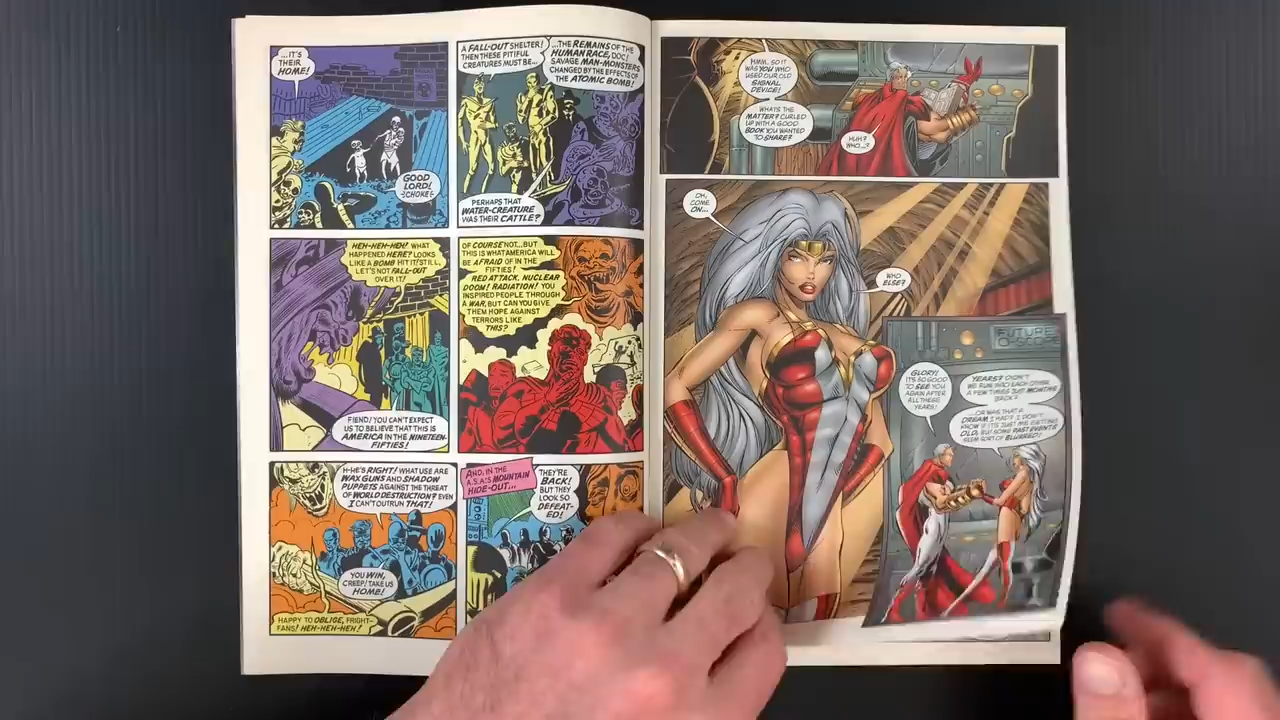 ...IT'S
THEIR
HOME!
GOOD
LORD!
:CHOKE:
A FALL-OUT SHELTER!
THEN THESE PITIFUL
CREATURES MUST BE...
...THE REMAINS OF THE
HUMAN RACE, DOC!
SAVAGE MAN-MONSTERS
CHANGED BY THE EFFECTS
OF THE ATOMIC BOMB!
PERHAPS THAT
WATER-CREATURE
WAS THEIR CATTLE?
HEH-HEH-HEH! WHAT
HAPPENED HERE? LOOKS
LIKE A BOMB HIT IT! STILL,
LET'S NOT FALL-OUT
OVER IT!
FIEND! YOU CAN'T EXPECT
US TO BELIEVE THAT THIS IS
AMERICA IN THE NINETEEN-
FIFTIES!
OF COURSE NOT...BUT
THIS IS WHAT AMERICA WILL
BE AFRAID OF IN THE
FIFTIES!
RED ATTACK. NUCLEAR
DOOM! RADIATION! YOU
INSPIRED PEOPLE THROUGH
A WAR, BUT CAN YOU GIVE
THEM HOPE AGAINST
TERRORS LIKE
THIS?
H-HE'S RIGHT! WHAT USE ARE
WAX GUNS AND SHADOW
PUPPETS AGAINST THE THREAT
OF WORLD DESTRUCTION? EVEN
I CAN'T OUTRUN THAT!
YOU WIN,
CREEP! TAKE US
HOME!
HAPPY TO OBLIGE, FRIGHT-
FANS! HEH-HEH-HEH!
AND, IN THE
A.S.A.'S MOUNTAIN
HIDE-OUT...
THEY'RE
BACK!
BUT THEY
LOOK SO
DEFEAT-
ED!
HMM. SO IT
WAS YOU WHO
USED OUR OLD
SIGNAL
DEVICE!
WHAT'S THE
MATTER? CURLED
UP WITH A GOOD
BOOK YOU WANTED
TO SHARE?
HUH?
WHO...?
OH,
COME
ON...
WHO
ELSE?
FUTURE-
O-SCOPE
GLORY!
IT'S SO GOOD
TO SEE YOU
AGAIN AFTER
ALL THESE
YEARS!
YEARS? DIDN'T
WE RUN INTO EACH OTHER
A FEW TIMES JUST MONTHS
BACK?
...OR WAS THAT A
DREAM I HAD? I DON'T
KNOW IF IT'S JUST ME GETTING
OLD, BUT SOME PAST EVENTS
SEEM SORT OF BLURRED!